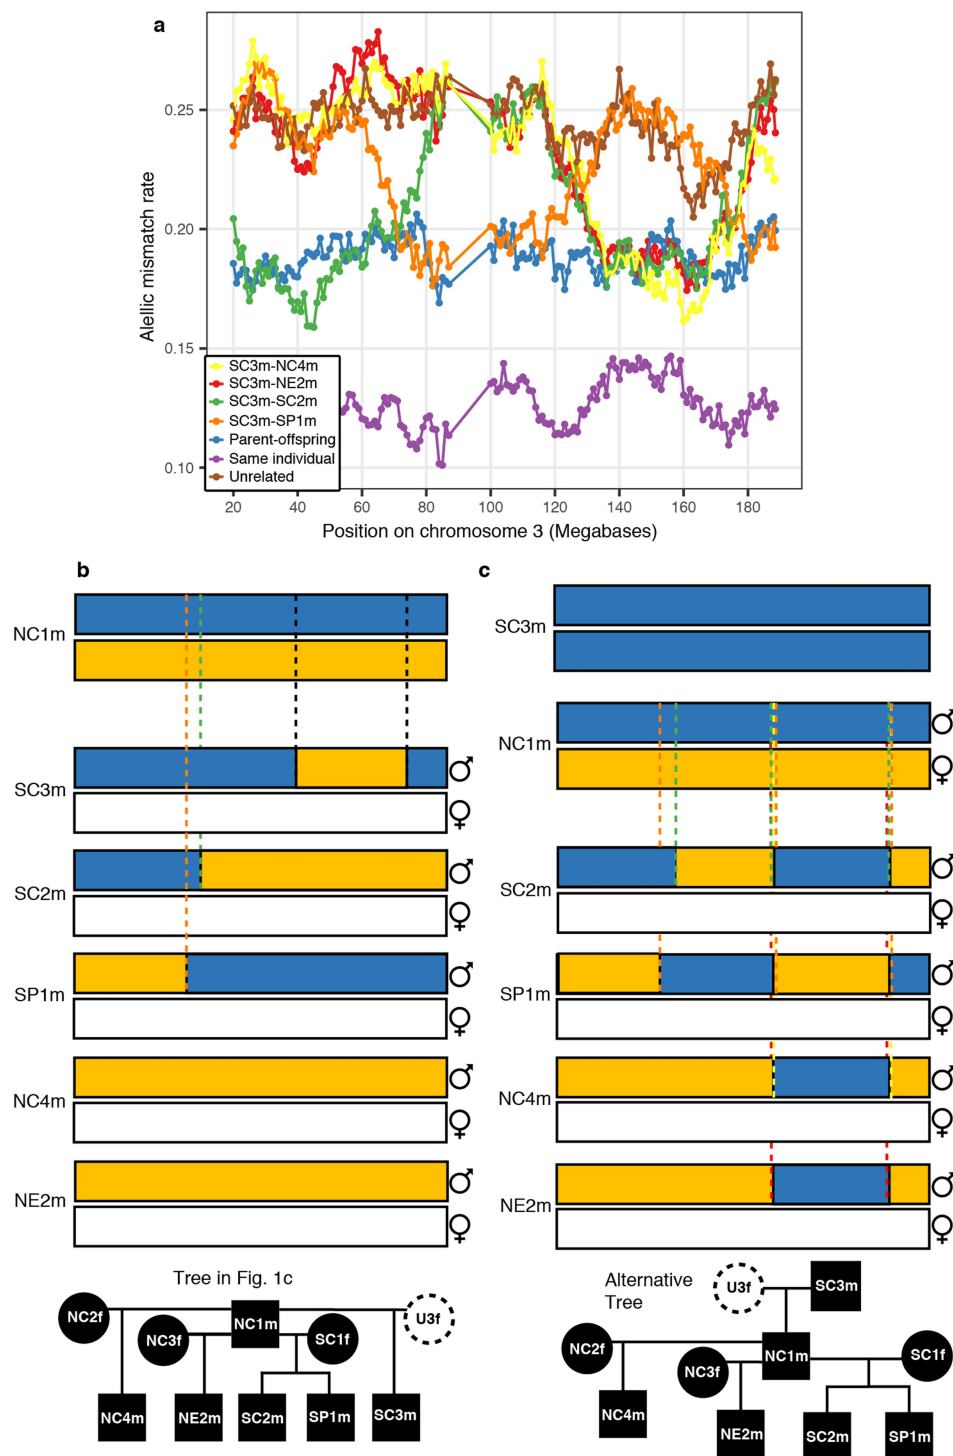 a
0.25
0.20
0.15
0.10
Alellic mismatch rate
SC3m-NC4m
SC3m-NE2m
SC3m-SC2m
SC3m-SP1m
Parent-offspring
Same individual
Unrelated
20 40 60 80 100 120 140 160 180
Position on chromosome 3 (Megabases)
b
NC1m
SC3m ♂
♀
SC2m ♂
♀
SP1m ♂
♀
NC4m ♂
♀
NE2m ♂
♀
Tree in Fig. 1c
NC2f NC3f NC1m SC1f U3f
NC4m NE2m SC2m SP1m SC3m
c
SC3m
NC1m ♂
♀
SC2m ♂
♀
SP1m ♂
♀
NC4m ♂
♀
NE2m ♂
♀
Alternative
Tree
U3f SC3m
NC2f NC3f NC1m SC1f
NC4m NE2m SC2m SP1m